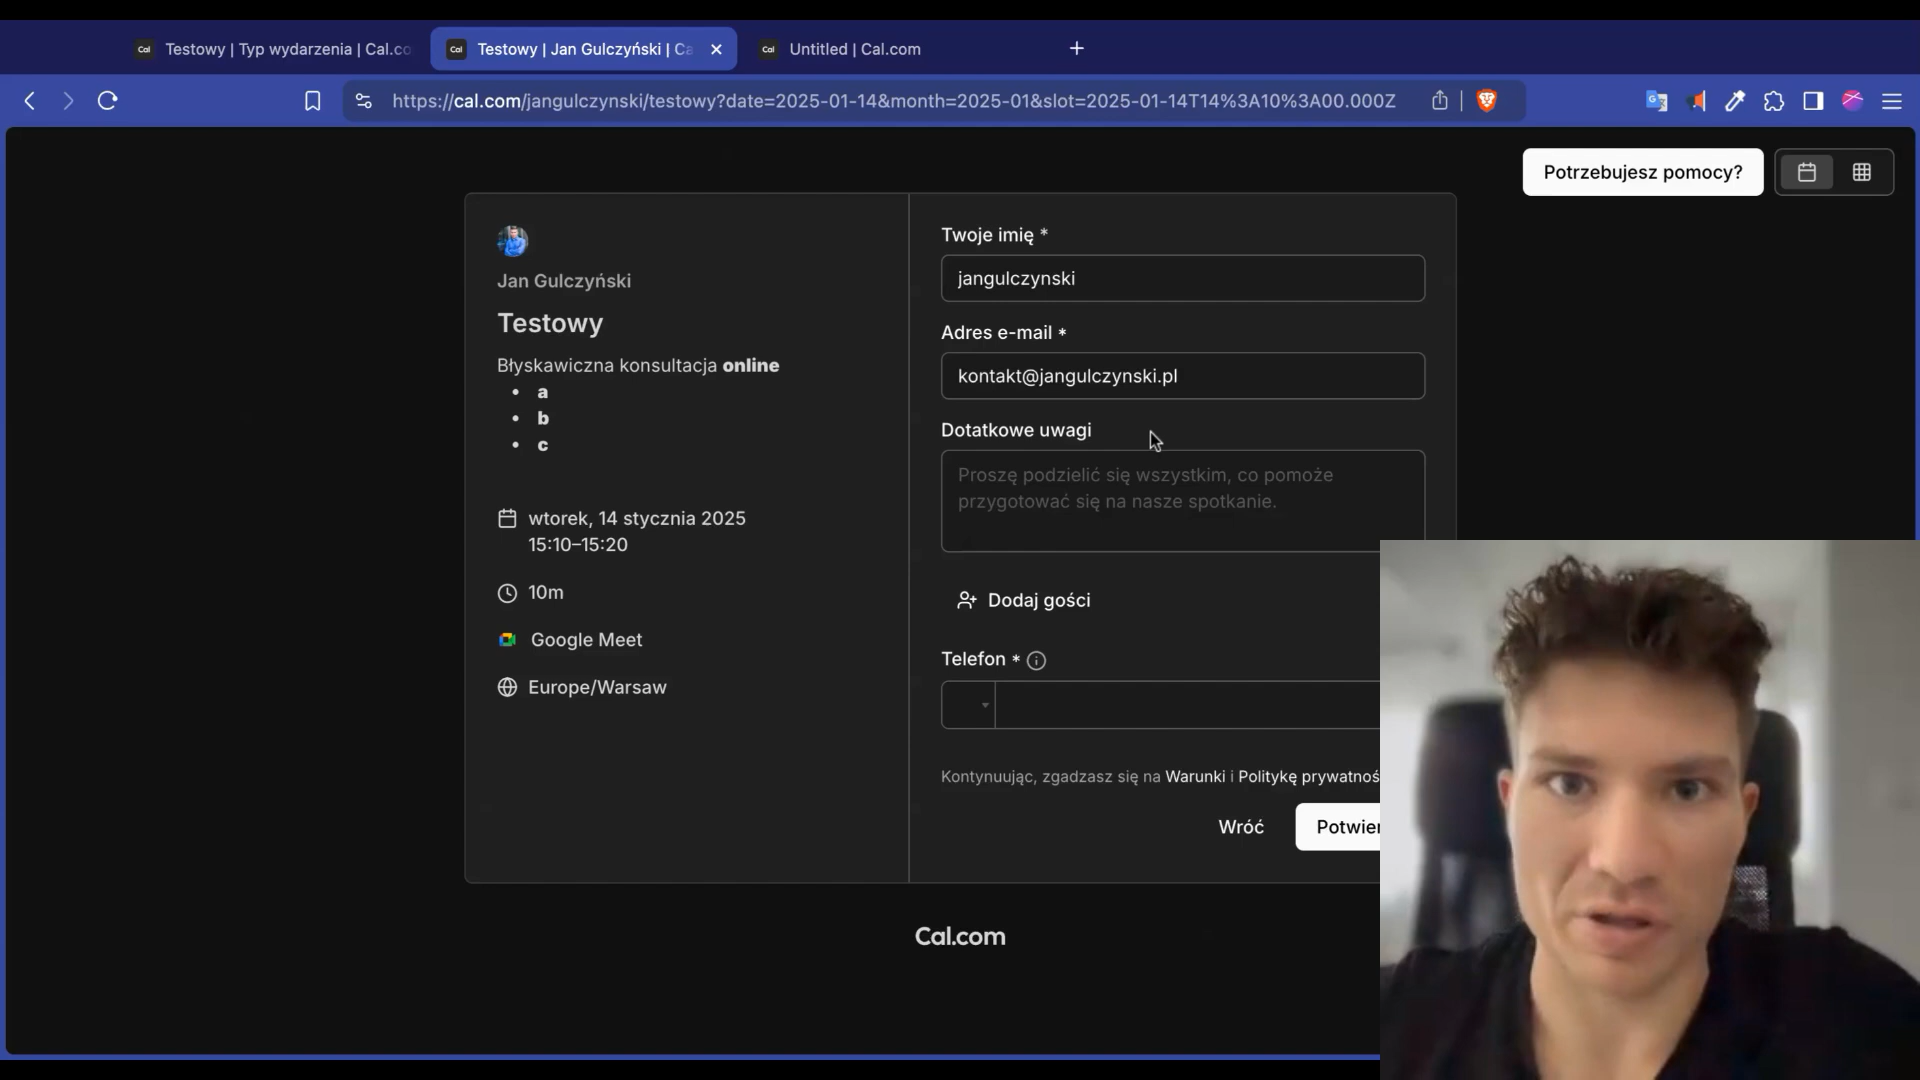 Testowy | Typ wydarzenia | Cal.co
Testowy | Jan Gulczyński | Ca
Untitled | Cal.com
https://cal.com/jangulczynski/testowy?date=2025-01-14&month=2025-01&slot=2025-01-14T14%3A10%3A00.000Z
Potrzebujesz pomocy?
Jan Gulczyński
Testowy
Błyskawiczna konsultacja online
• a
• b
• c
wtorek, 14 stycznia 2025
15:10–15:20
10m
Google Meet
Europe/Warsaw
Twoje imię *
jangulczynski
Adres e-mail *
kontakt@jangulczynski.pl
Dotatkowe uwagi
Proszę podzielić się wszystkim, co pomoże
przygotować się na nasze spotkanie.
Dodaj gości
Telefon *
Kontynuując, zgadzasz się na Warunki i Politykę prywatnoś
Wróć
Potwier
Cal.com